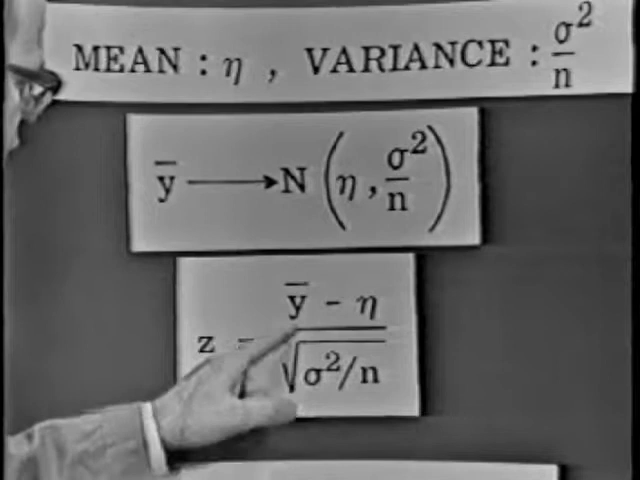 MEAN : η , VARIANCE : σ²/n
ȳ ⟶ N (η , σ²/n)
z = (ȳ - η)/√(σ²/n)